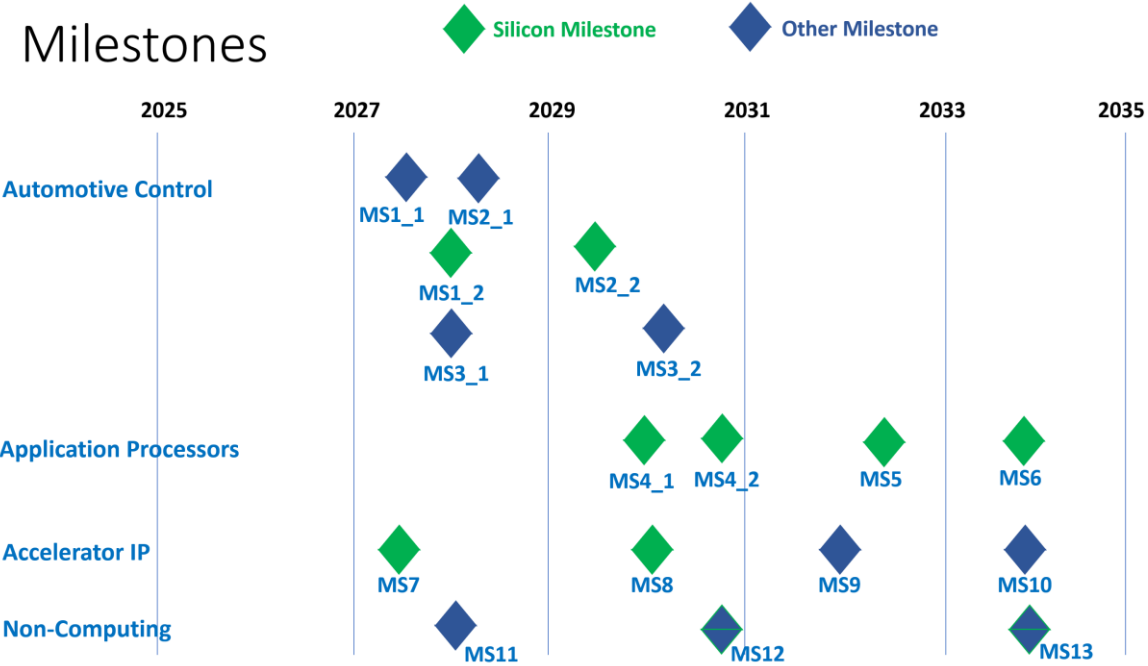 Milestones
Silicon Milestone
Other Milestone
2025 2027 2029 2031 2033 2035
Automotive Control
MS1_1 MS2_1
MS1_2 MS2_2
MS3_1 MS3_2
Application Processors
MS4_1 MS4_2 MS5 MS6
Accelerator IP
MS7 MS8 MS9 MS10
Non-Computing
MS11 MS12 MS13